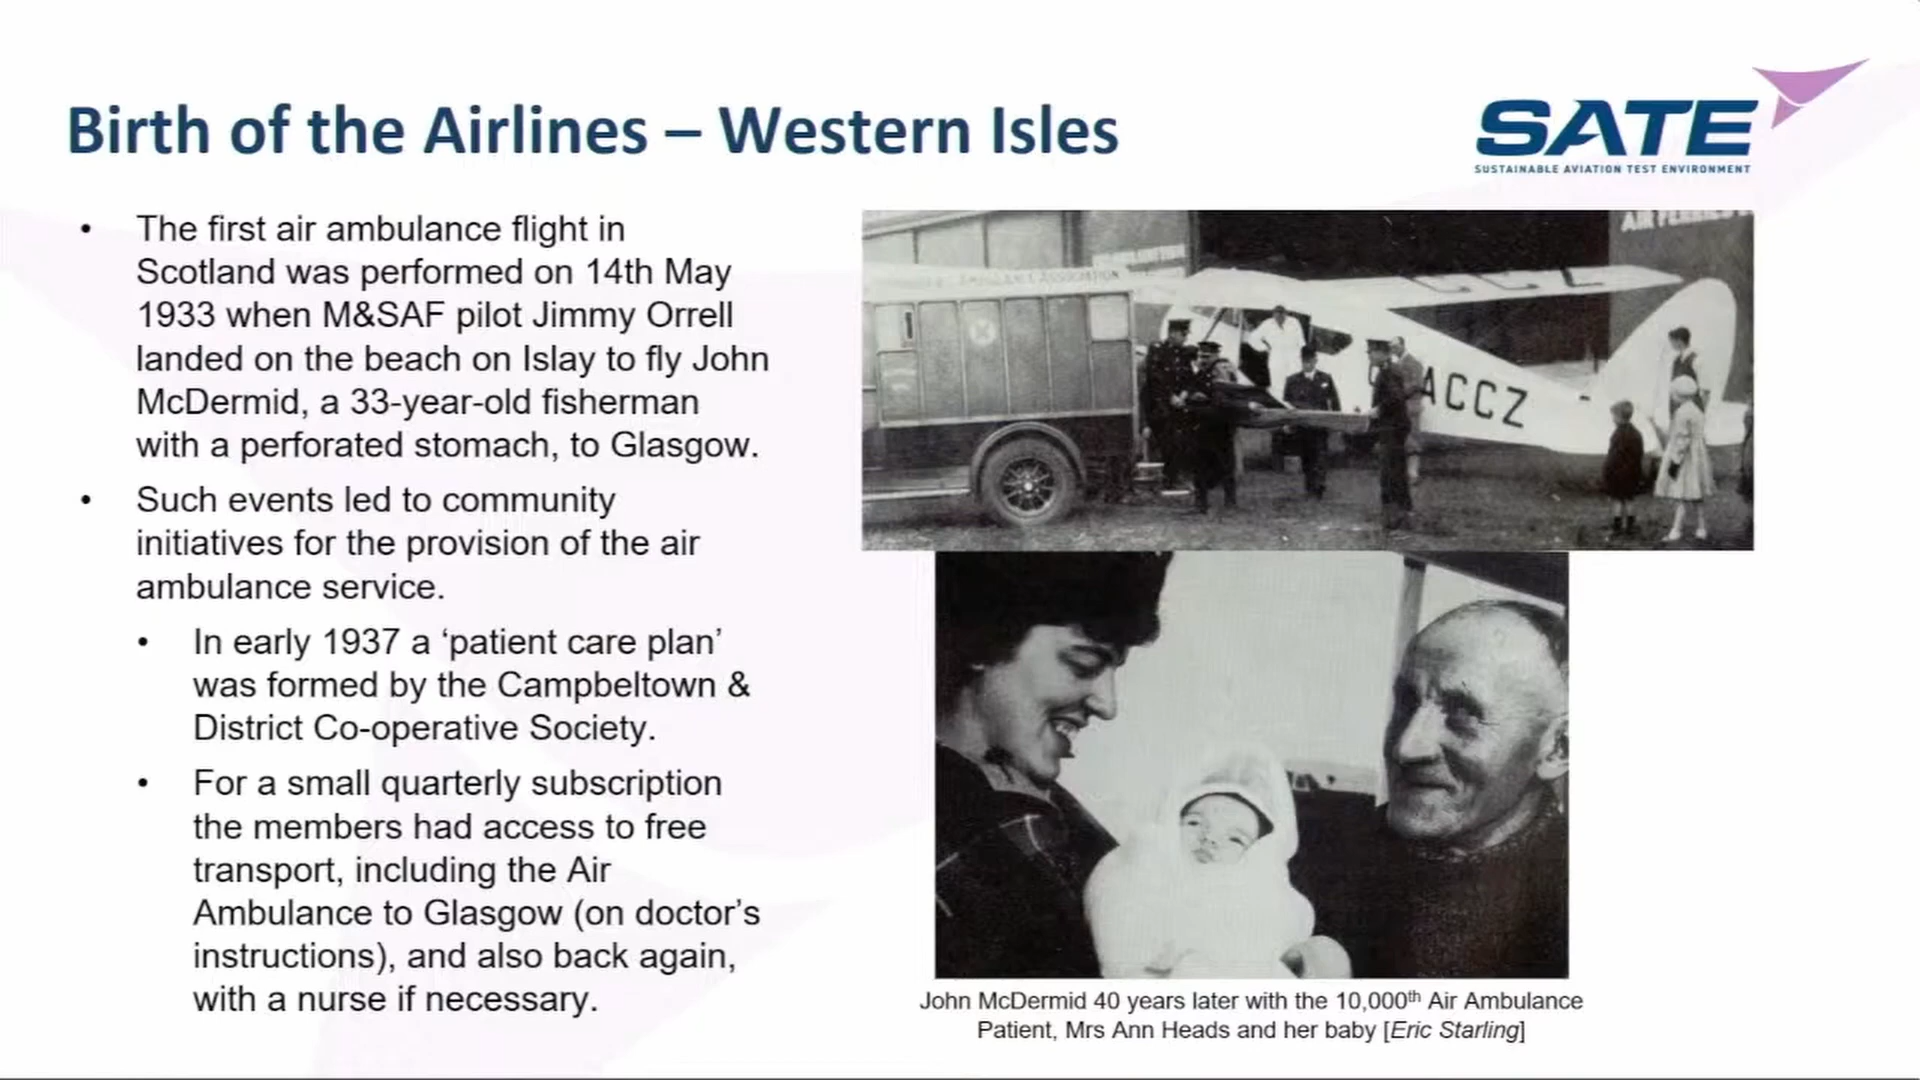 Birth of the Airlines – Western Isles
SATE
SUSTAINABLE AVIATION TEST ENVIRONMENT
• The first air ambulance flight in
Scotland was performed on 14th May
1933 when M&SAF pilot Jimmy Orrell
landed on the beach on Islay to fly John
McDermid, a 33-year-old fisherman
with a perforated stomach, to Glasgow.
• Such events led to community
initiatives for the provision of the air
ambulance service.
• In early 1937 a ‘patient care plan’
was formed by the Campbeltown &
District Co-operative Society.
• For a small quarterly subscription
the members had access to free
transport, including the Air
Ambulance to Glasgow (on doctor’s
instructions), and also back again,
with a nurse if necessary.
AMBULANCE ASSOCIATION
ACCZ
John McDermid 40 years later with the 10,000th Air Ambulance
Patient, Mrs Ann Heads and her baby [Eric Starling]